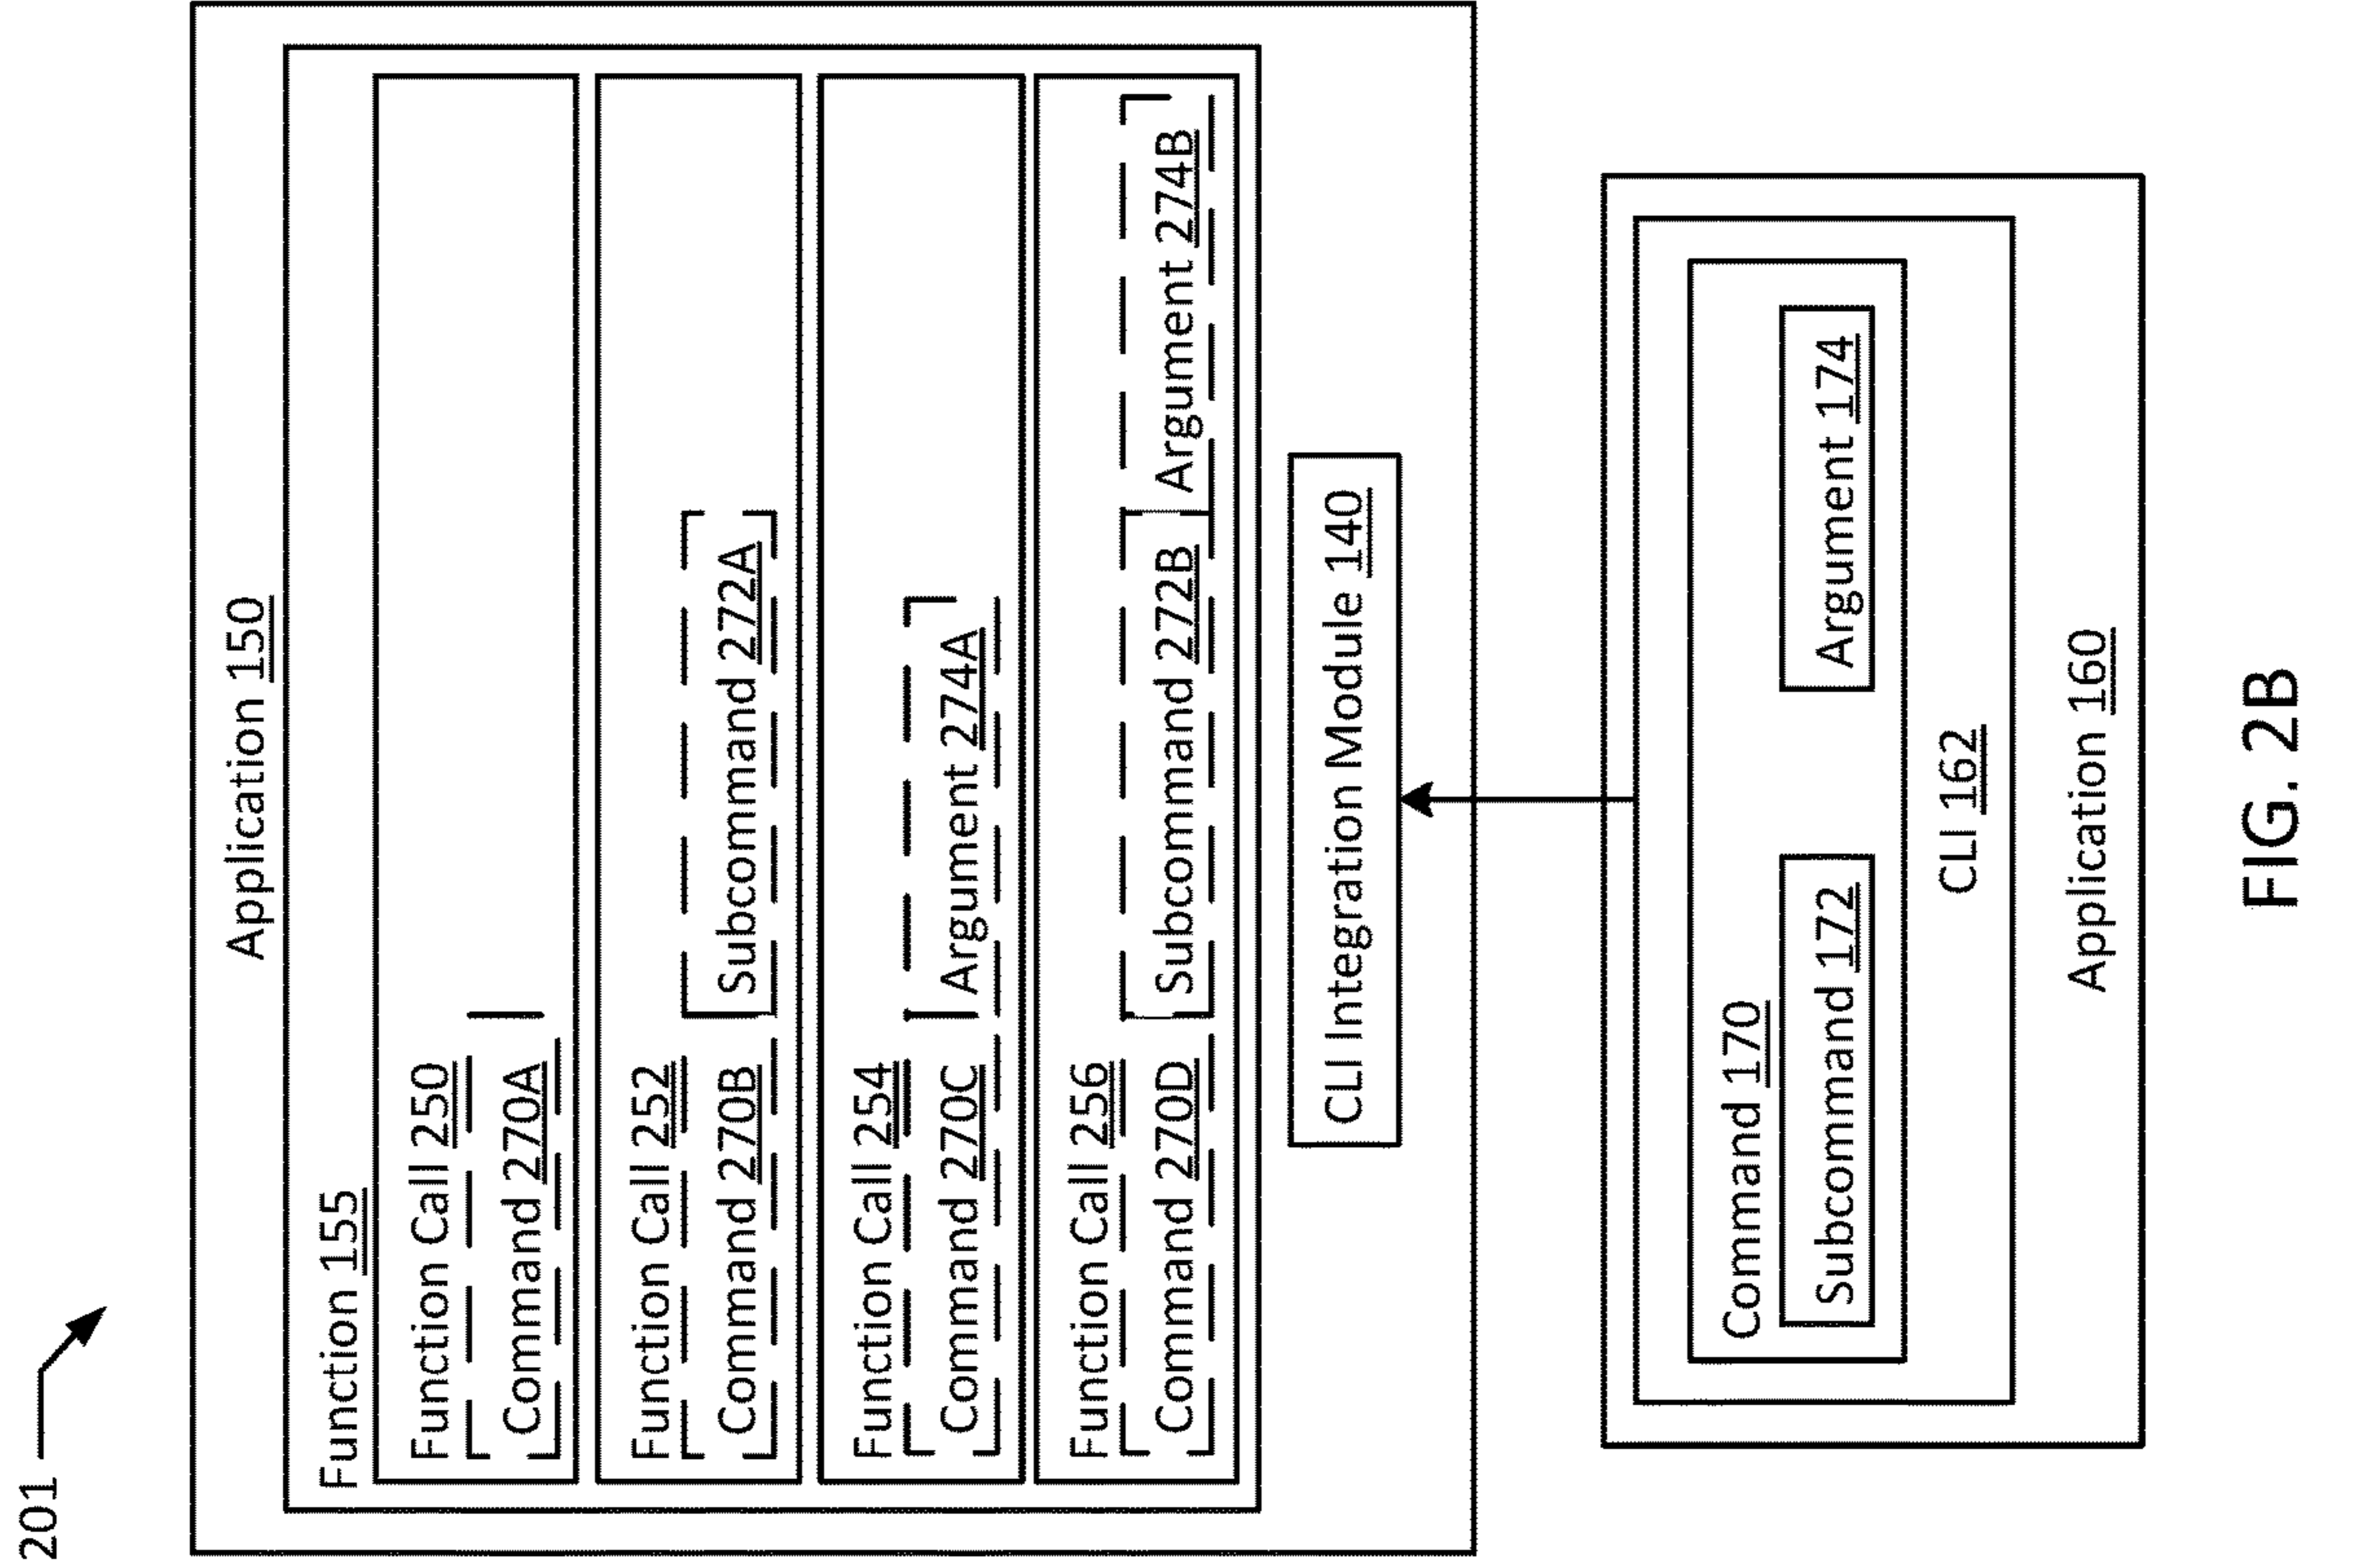 201
Application 150
Function 155
Function Call 250
Command 270A
Function Call 252
Command 270B Subcommand 272A
Function Call 254
Command 270C Argument 274A
Function Call 256
Command 270D Subcommand 272B Argument 274B
CLI Integration Module 140
Command 170
Subcommand 172 Argument 174
CLI 162
Application 160
FIG. 2B